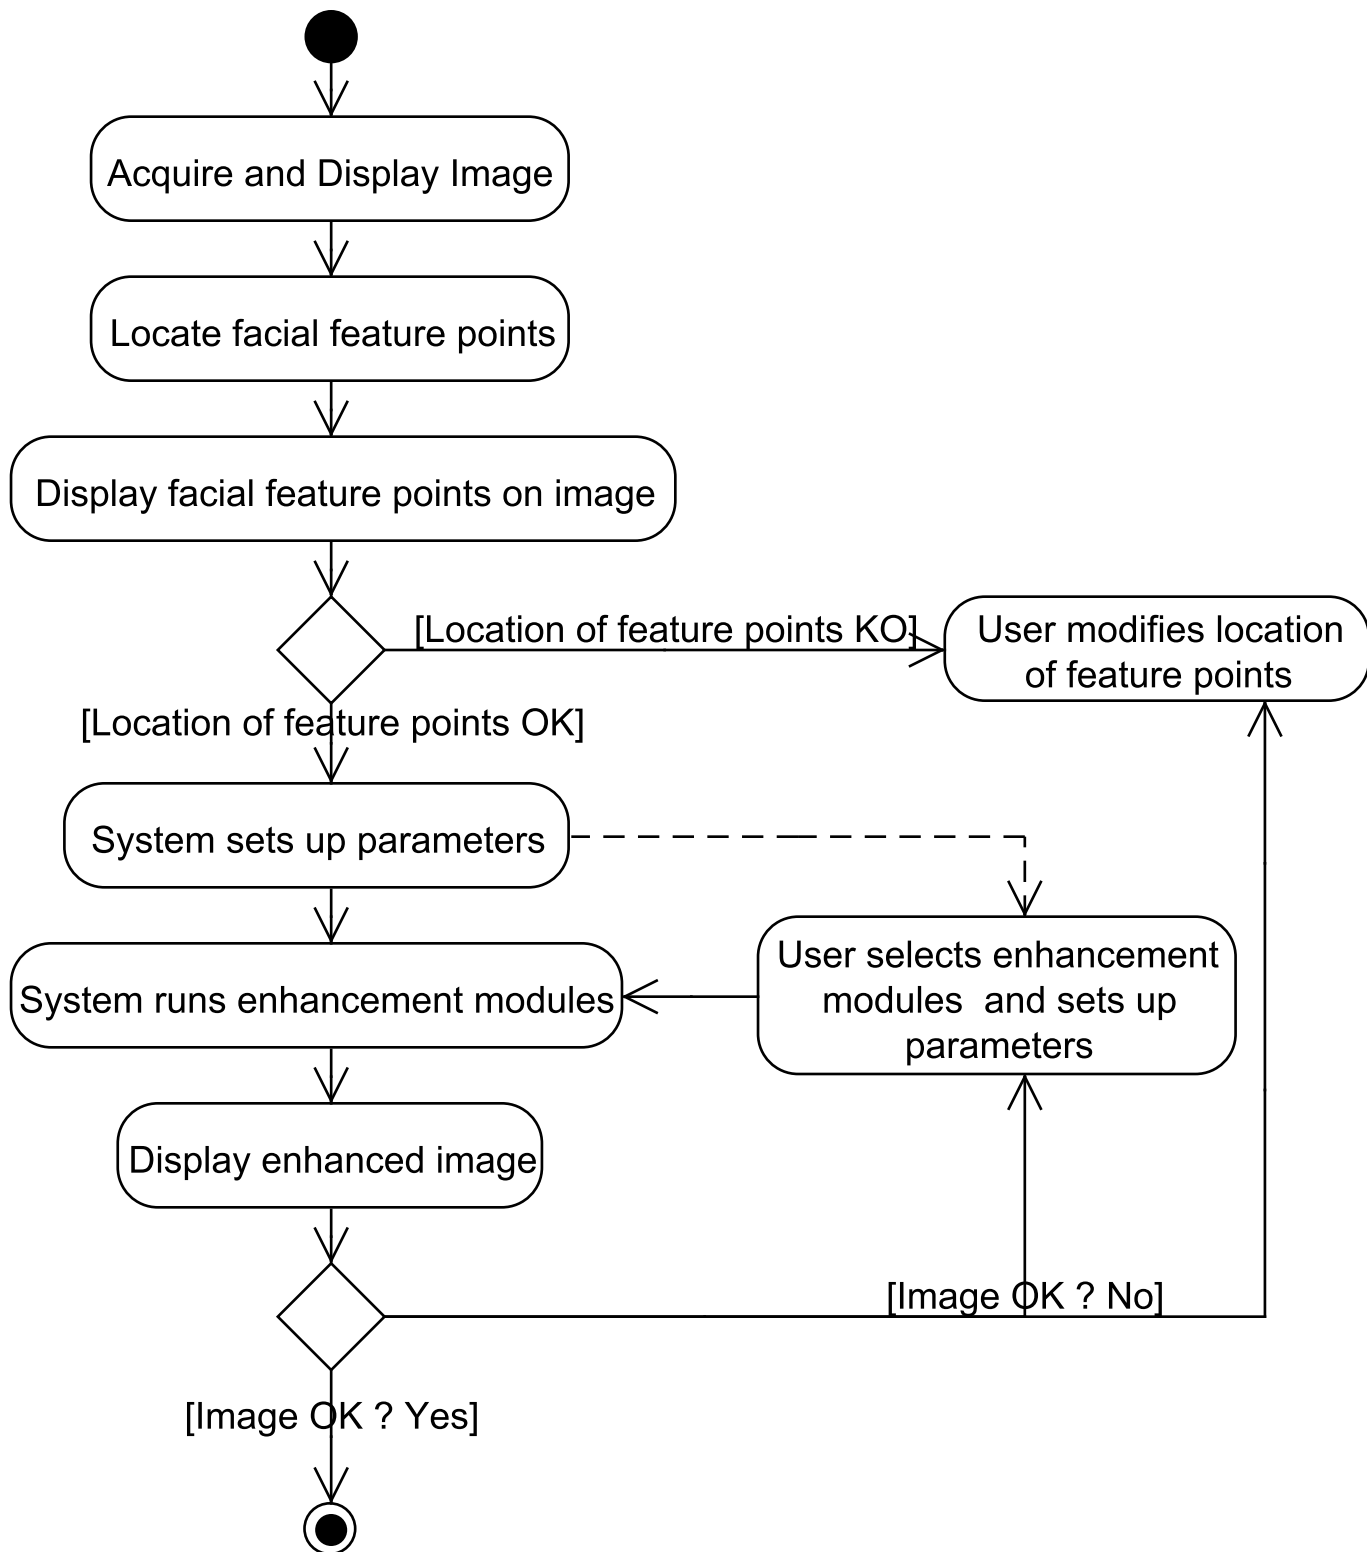 Acquire and Display Image
Locate facial feature points
Display facial feature points on image
[Location of feature points KO]
User modifies location
of feature points
[Location of feature points OK]
System sets up parameters
User selects enhancement
modules  and sets up
parameters
System runs enhancement modules
Display enhanced image
[Image OK ? No]
[Image OK ? Yes]